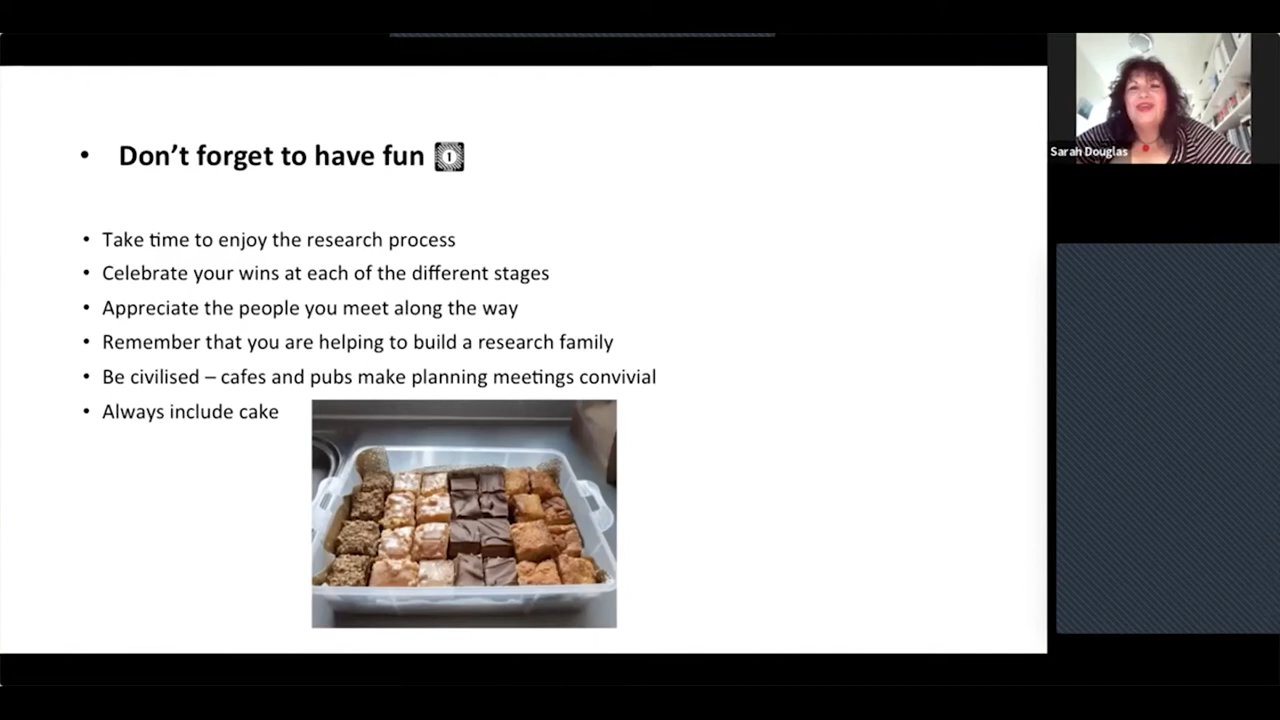 • Don’t forget to have fun
• Take time to enjoy the research process
• Celebrate your wins at each of the different stages
• Appreciate the people you meet along the way
• Remember that you are helping to build a research family
• Be civilised – cafes and pubs make planning meetings convivial
• Always include cake
Sarah Douglas